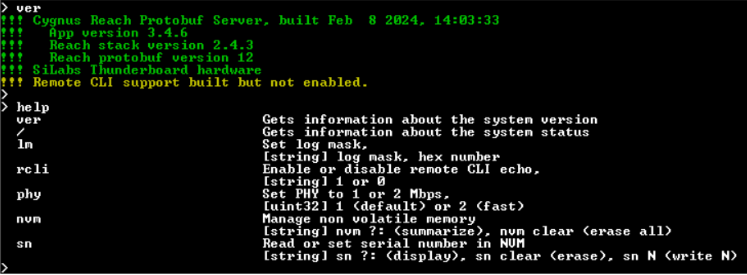 > ver
!!! Cygnus Reach Protobuf Server, built Feb  8 2024, 14:03:33
!!!   App version 3.4.6
!!!   Reach stack version 2.4.3
!!!   Reach protobuf version 12
!!! SiLabs Thunderboard hardware
!!! Remote CLI support built but not enabled.
>
> help
ver Gets information about the system version
/ Gets information about the system status
lm Set log mask,
[string] log mask, hex number
rcli Enable or disable remote CLI echo,
[string] 1 or 0
phy Set PHY to 1 or 2 Mbps,
[uint32] 1 (default) or 2 (fast)
nvm Manage non volatile memory
[string] nvm ?: (summarize), nvm clear (erase all)
sn Read or set serial number in NVM
[string] sn ?: (display), sn clear (erase), sn N (write N)
>